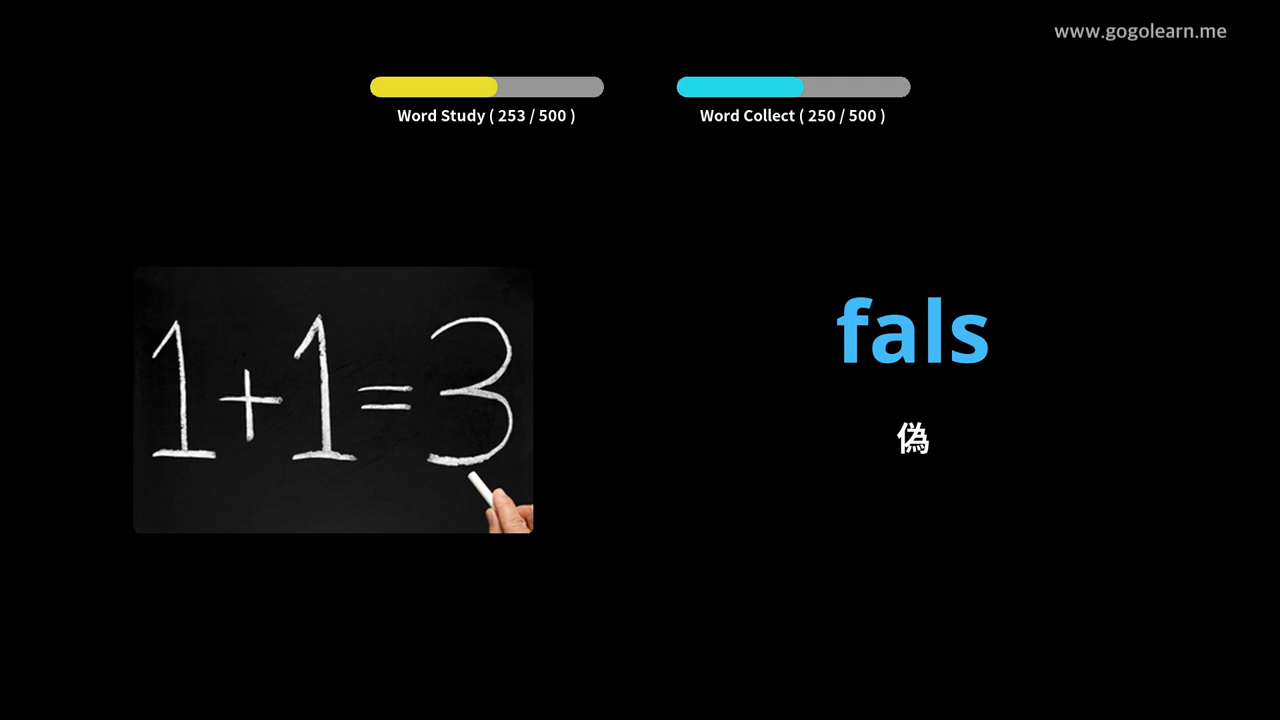 www.gogolearn.me
Word Study ( 253 / 500 )
Word Collect ( 250 / 500 )
1+1=3
fals
偽